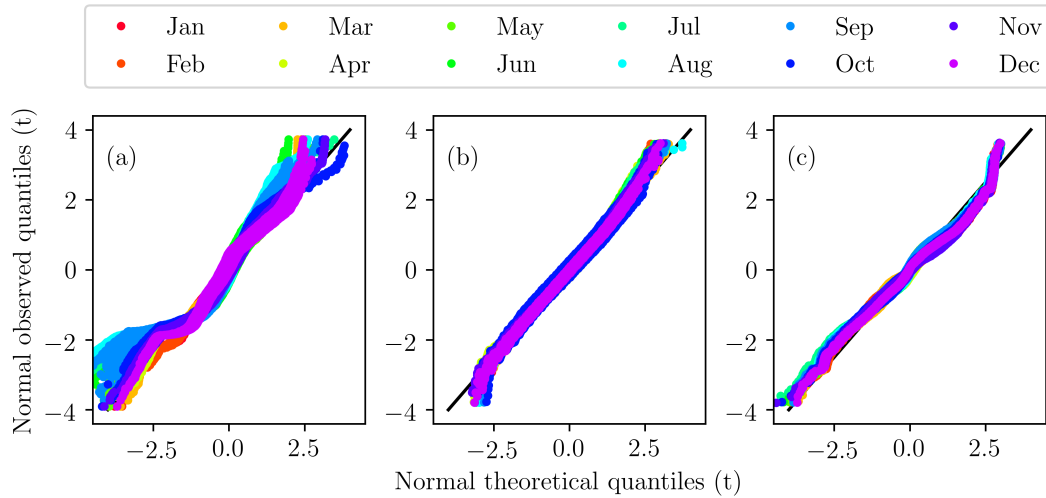 Jan Mar May Jul Sep Nov
Feb Apr Jun Aug Oct Dec
Normal observed quantiles (t)
4
2
0
−2
−4
(a)
−2.5 0.0 2.5
4
2
0
−2
−4
(b)
−2.5 0.0 2.5
4
2
0
−2
−4
(c)
−2.5 0.0 2.5
Normal theoretical quantiles (t)